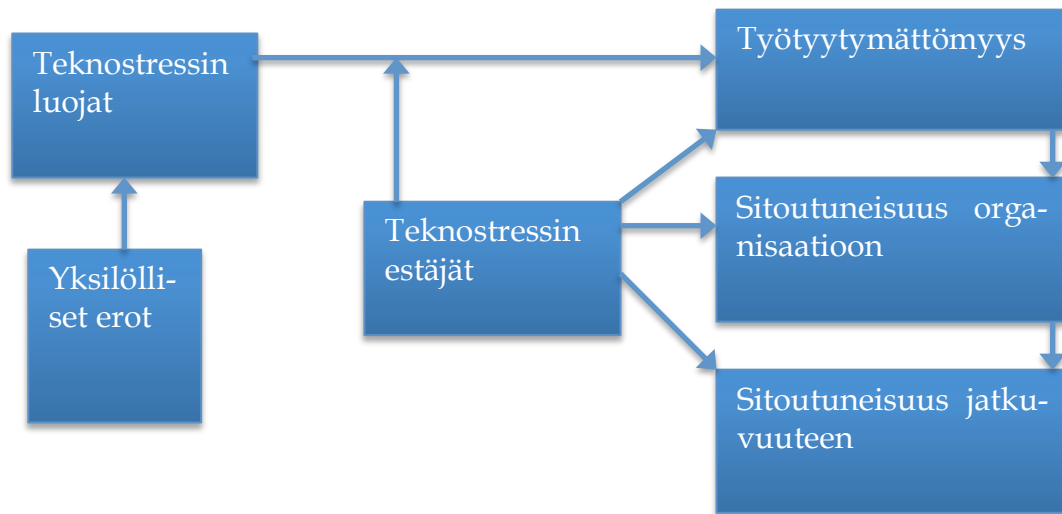 Teknostressin
luojat
Työtyytymättömyys
Yksilölli-
set erot
Teknostressin
estäjät
Sitoutuneisuus orga-
nisaatioon
Sitoutuneisuus jatku-
vuuteen